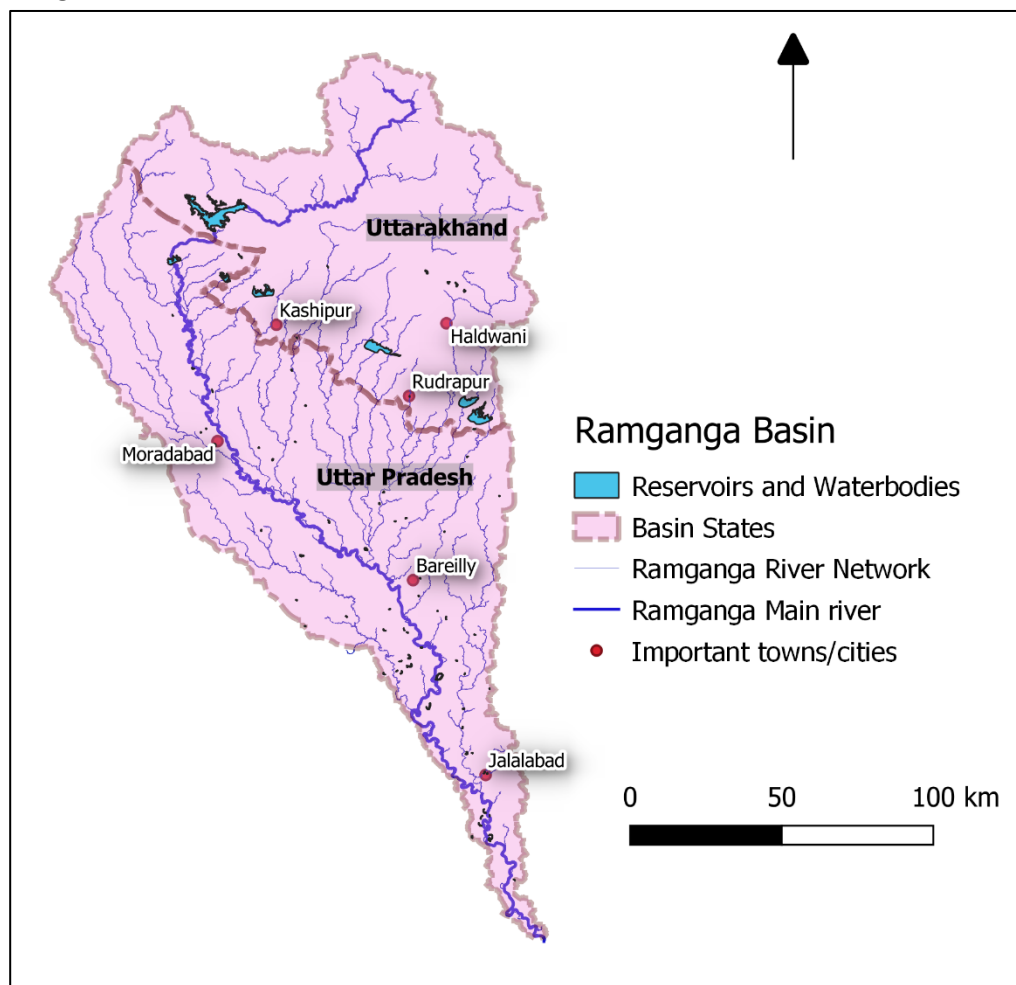 Uttarakhand
Kashipur
Haldwani
Rudrapur
Moradabad
Uttar Pradesh
Bareilly
Jalalabad
Ramganga Basin
Reservoirs and Waterbodies
Basin States
Ramganga River Network
Ramganga Main river
Important towns/cities
0 50 100 km